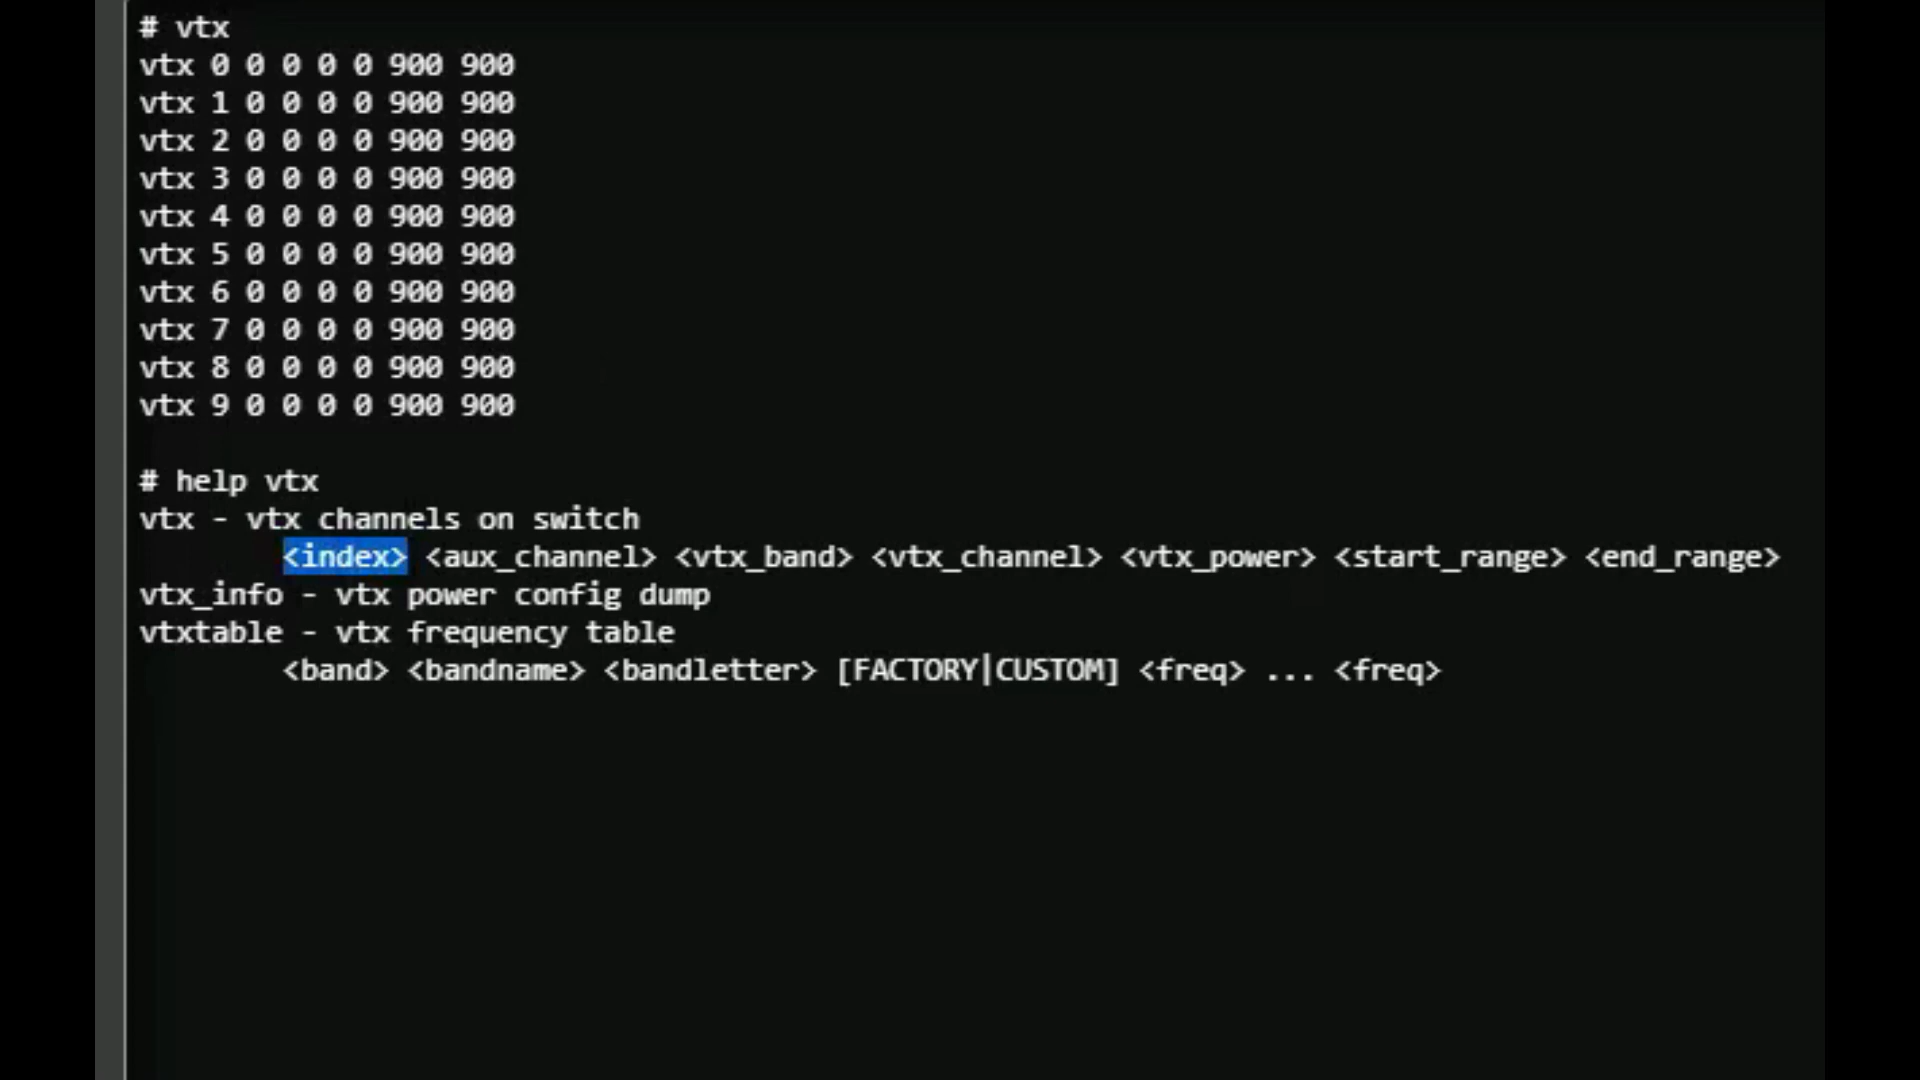 # vtx
vtx 0 0 0 0 0 900 900
vtx 1 0 0 0 0 900 900
vtx 2 0 0 0 0 900 900
vtx 3 0 0 0 0 900 900
vtx 4 0 0 0 0 900 900
vtx 5 0 0 0 0 900 900
vtx 6 0 0 0 0 900 900
vtx 7 0 0 0 0 900 900
vtx 8 0 0 0 0 900 900
vtx 9 0 0 0 0 900 900
# help vtx
vtx - vtx channels on switch
<index> <aux_channel> <vtx_band> <vtx_channel> <vtx_power> <start_range> <end_range>
vtx_info - vtx power config dump
vtxtable - vtx frequency table
<band> <bandname> <bandletter> [FACTORY|CUSTOM] <freq> ... <freq>